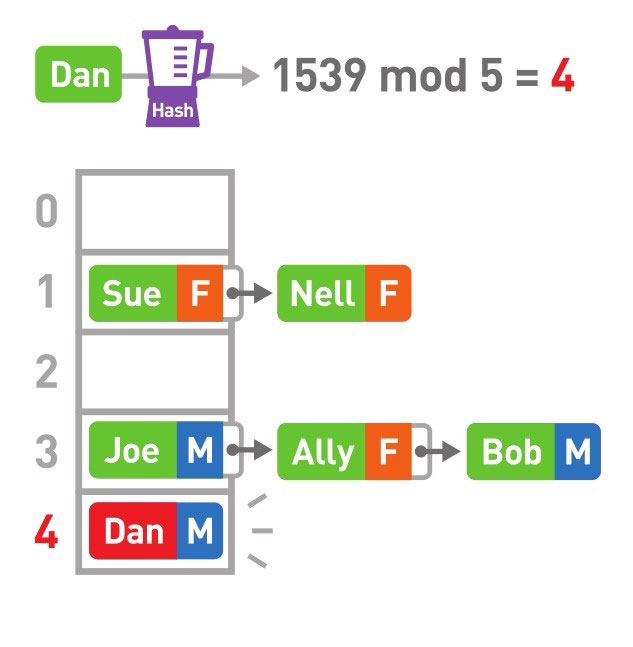 Dan Hash 1539 mod 5 = 4
0
1 Sue F Nell F
2
3 Joe M Ally F Bob M
4 Dan M